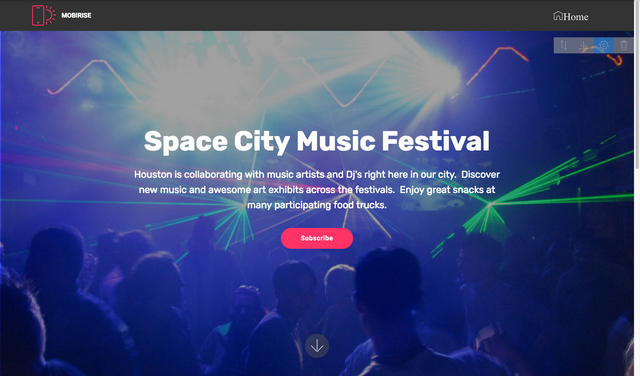 MOBIRISE
Home
Space City Music Festival
Houston is collaborating with music artists and Dj's right here in our city. Discover
new music and awesome art exhibits across the festivals. Enjoy great snacks at
many participating food trucks.
Subscribe